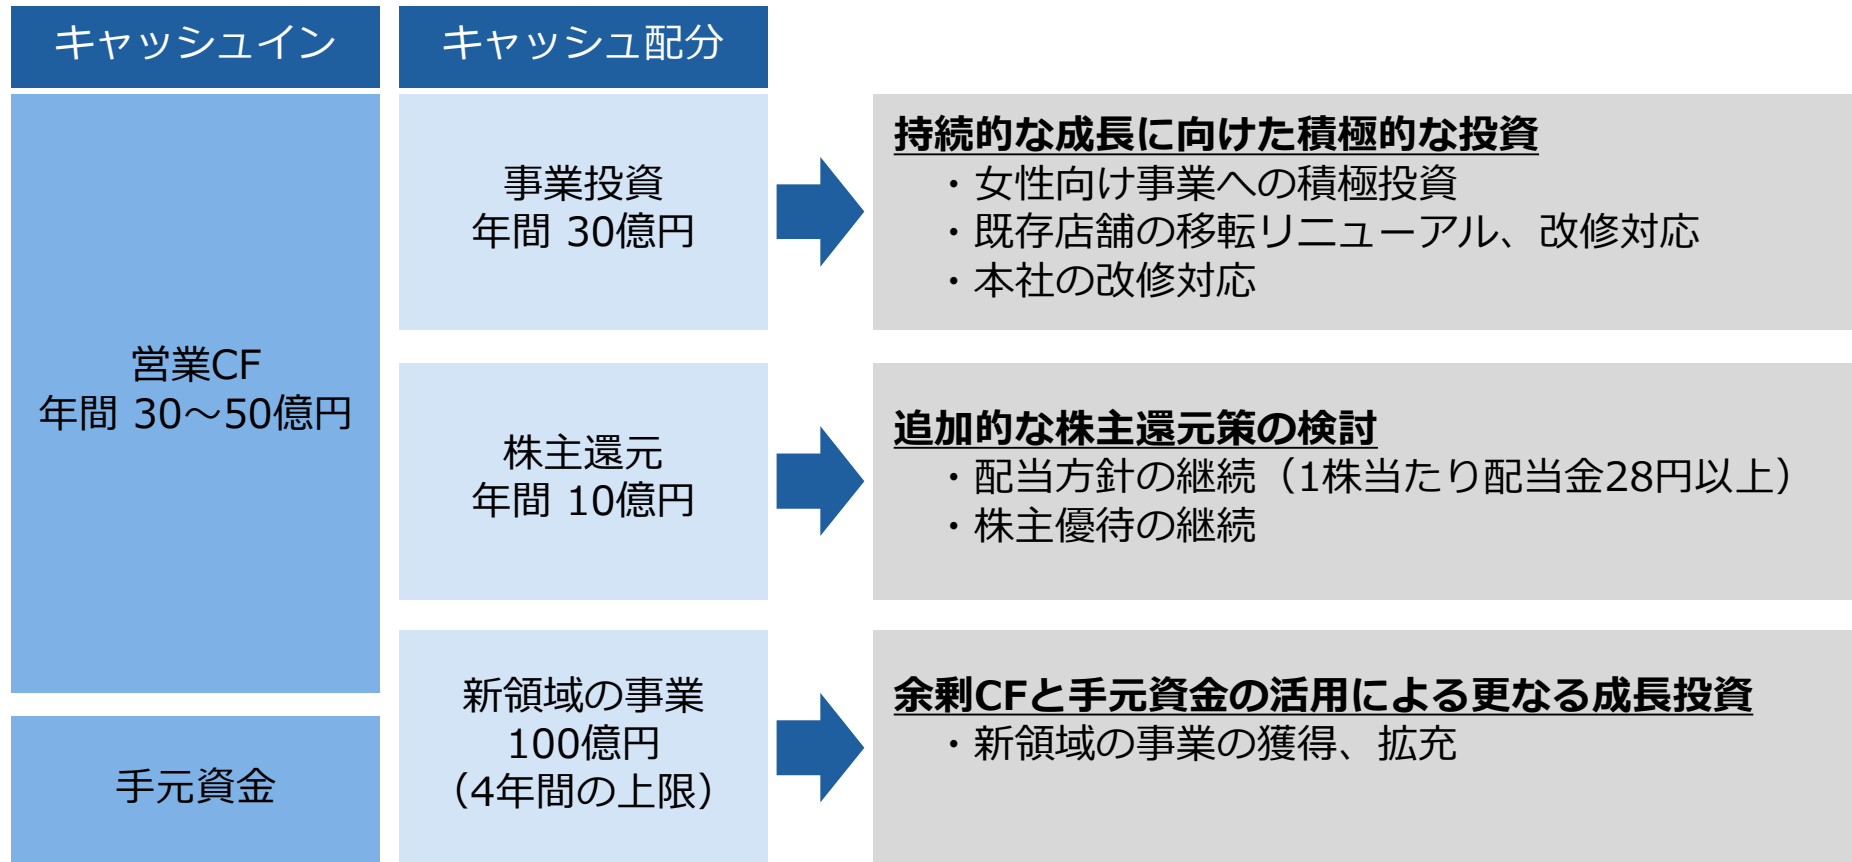 キャッシュイン
キャッシュ配分
営業CF
年間 30～50億円
手元資金
事業投資
年間 30億円
持続的な成長に向けた積極的な投資
・女性向け事業への積極投資
・既存店舗の移転リニューアル、改修対応
・本社の改修対応
株主還元
年間 10億円
追加的な株主還元策の検討
・配当方針の継続（1株当たり配当金28円以上）
・株主優待の継続
新領域の事業
100億円
（4年間の上限）
余剰CFと手元資金の活用による更なる成長投資
・新領域の事業の獲得、拡充